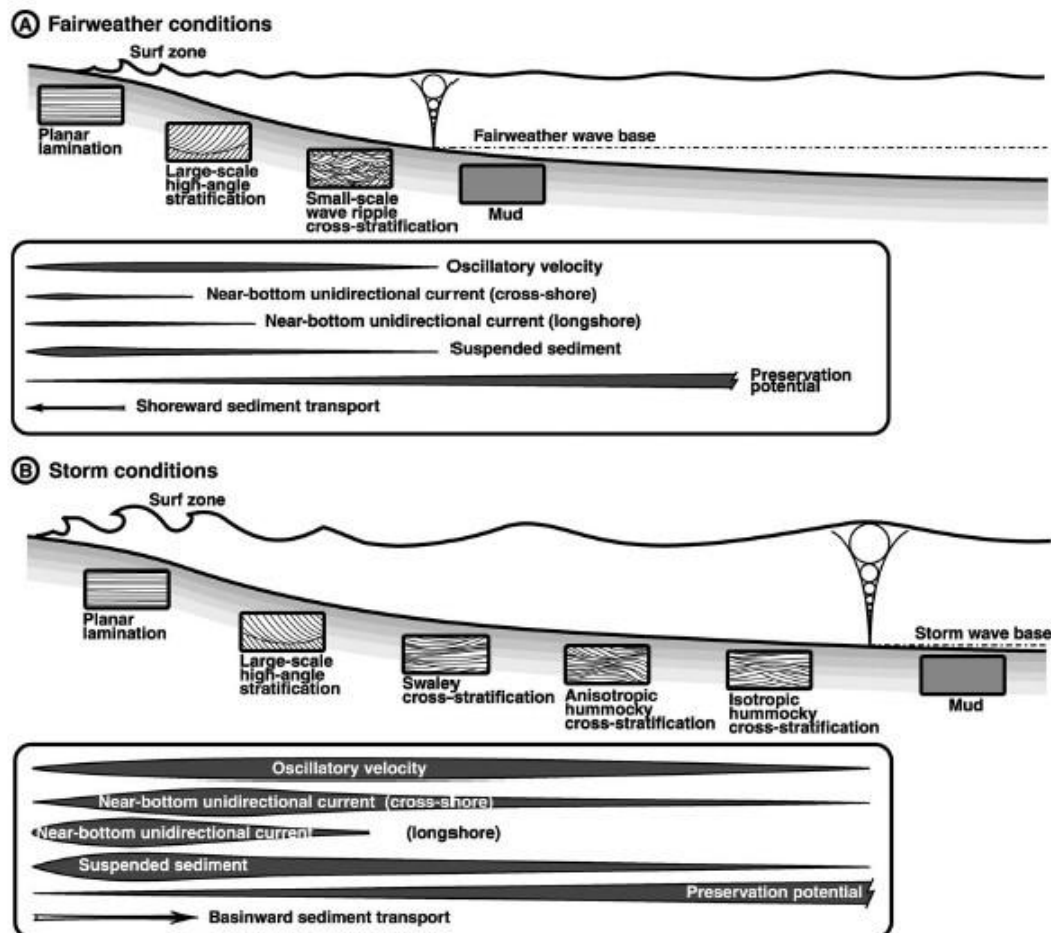 A Fairweather conditions
Surf zone
Planar
lamination
Large-scale
high-angle
stratification
Small-scale
wave ripple
cross-stratification
Mud
Fairweather wave base
Oscillatory velocity
Near-bottom unidirectional current (cross-shore)
Near-bottom unidirectional current (longshore)
Suspended sediment
Preservation
potential
Shoreward sediment transport
B Storm conditions
Surf zone
Planar
lamination
Large-scale
high-angle
stratification
Swaley
cross-stratification
Anisotropic
hummocky
cross-stratification
Isotropic
hummocky
cross-stratification
Storm wave base
Mud
Oscillatory velocity
Near-bottom unidirectional current (cross-shore)
Near-bottom unidirectional current (longshore)
Suspended sediment
Preservation potential
Basinward sediment transport